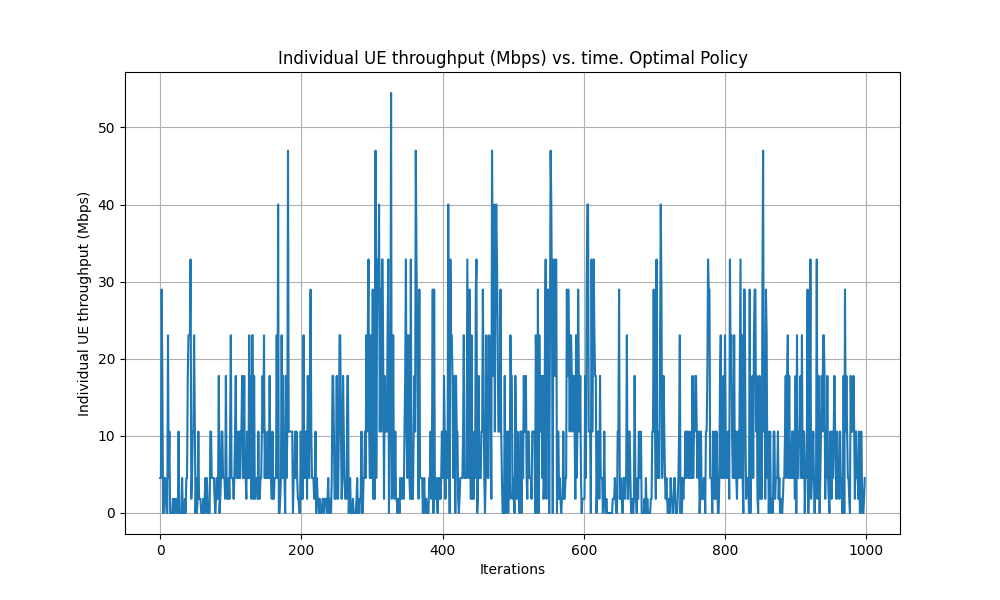 Individual UE throughput (Mbps) vs. time. Optimal Policy
Individual UE throughput (Mbps)
50
40
30
20
10
0
0 200 400 600 800 1000
Iterations